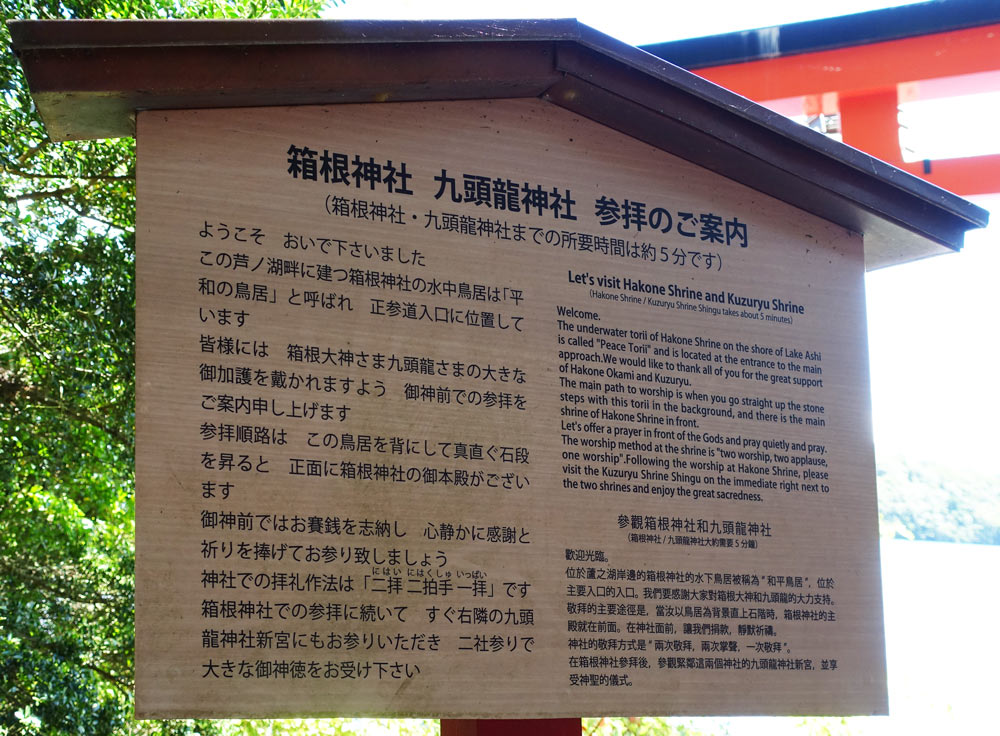 箱根神社 九頭龍神社 参拝のご案内
(箱根神社・九頭龍神社までの所要時間は約5分です)
ようこそ おいで下さいました
この芦ノ湖畔に建つ箱根神社の水中鳥居は「平
和の鳥居」と呼ばれ 正参道入口に位置して
います
皆様には 箱根大神さま九頭龍さまの大きな
御加護を戴かれますよう 御神前での参拝を
ご案内申し上げます
参拝順路は この鳥居を背にして真直ぐ石段
を昇ると 正面に箱根神社の御本殿がござい
ます
御神前ではお賽銭を志納し 心静かに感謝と
祈りを捧げてお参り致しましょう
にはい にはくしゅ いっぱい
神社での拝礼作法は「二拝 二拍手 一拝」です
箱根神社での参拝に続いて すぐ右隣の九頭
龍神社新宮にもお参りいただき 二社参りで
大きな御神徳をお受け下さい
Let's visit Hakone Shrine and Kuzuryu Shrine
(Hakone Shrine / Kuzuryu Shrine Shingu takes about 5 minutes)
Welcome.
The underwater torii of Hakone Shrine on the shore of Lake Ashi
is called "Peace Torii" and is located at the entrance to the main
approach.We would like to thank all of you for the great support
of Hakone Okami and Kuzuryu.
The main path to worship is when you go straight up the stone
steps with this torii in the background, and there is the main
shrine of Hakone Shrine in front.
Let's offer a prayer in front of the Gods and pray quietly and pray.
The worship method at the shrine is "two worship, two applause,
one worship".Following the worship at Hakone Shrine, please
visit the Kuzuryu Shrine Shingu on the immediate right next to
the two shrines and enjoy the great sacredness.
參觀箱根神社和九頭龍神社
(箱根神社 / 九頭龍神社大約需要5分鐘)
歡迎光臨。
位於蘆之湖岸邊的箱根神社的水下鳥居被稱為"和平鳥居"，位於
主要入口的入口。我們要感謝大家對箱根大神和九頭龍的大力支持。
敬拜的主要途徑是，當汝以鳥居為背景直上石階時，箱根神社的主
殿就在前面。在神社面前，讓我們捐款，靜默祈禱。
神社的敬拜方式是"兩次敬拜，兩次掌聲，一次敬拜"。
在箱根神社參拜後，參觀緊鄰這兩個神社的九頭龍神社新宮，並享
受神聖的儀式。